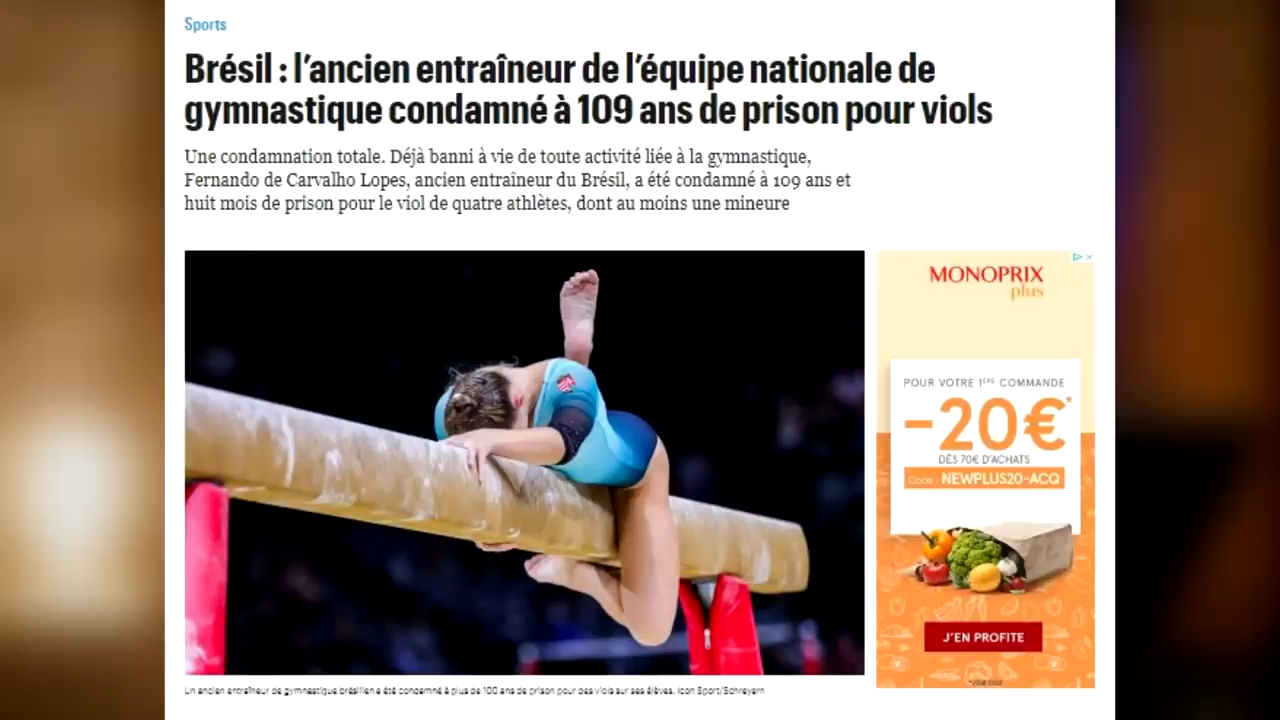 Sports
Brésil : l'ancien entraîneur de l'équipe nationale de
gymnastique condamné à 109 ans de prison pour viols
Une condamnation totale. Déjà banni à vie de toute activité liée à la gymnastique,
Fernando de Carvalho Lopes, ancien entraîneur du Brésil, a été condamné à 109 ans et
huit mois de prison pour le viol de quatre athlètes, dont au moins une mineure
MONOPRIX
plus
POUR VOTRE 1ÈRE COMMANDE
-20€*
DÈS 70€ D'ACHATS
Code : NEWPLUS20-ACQ
J'EN PROFITE
Un ancien entraîneur de gymnastique brésilien a été condamné à plus de 100 ans de prison pour des viols sur ses élèves. Icon Sport/Schreyern